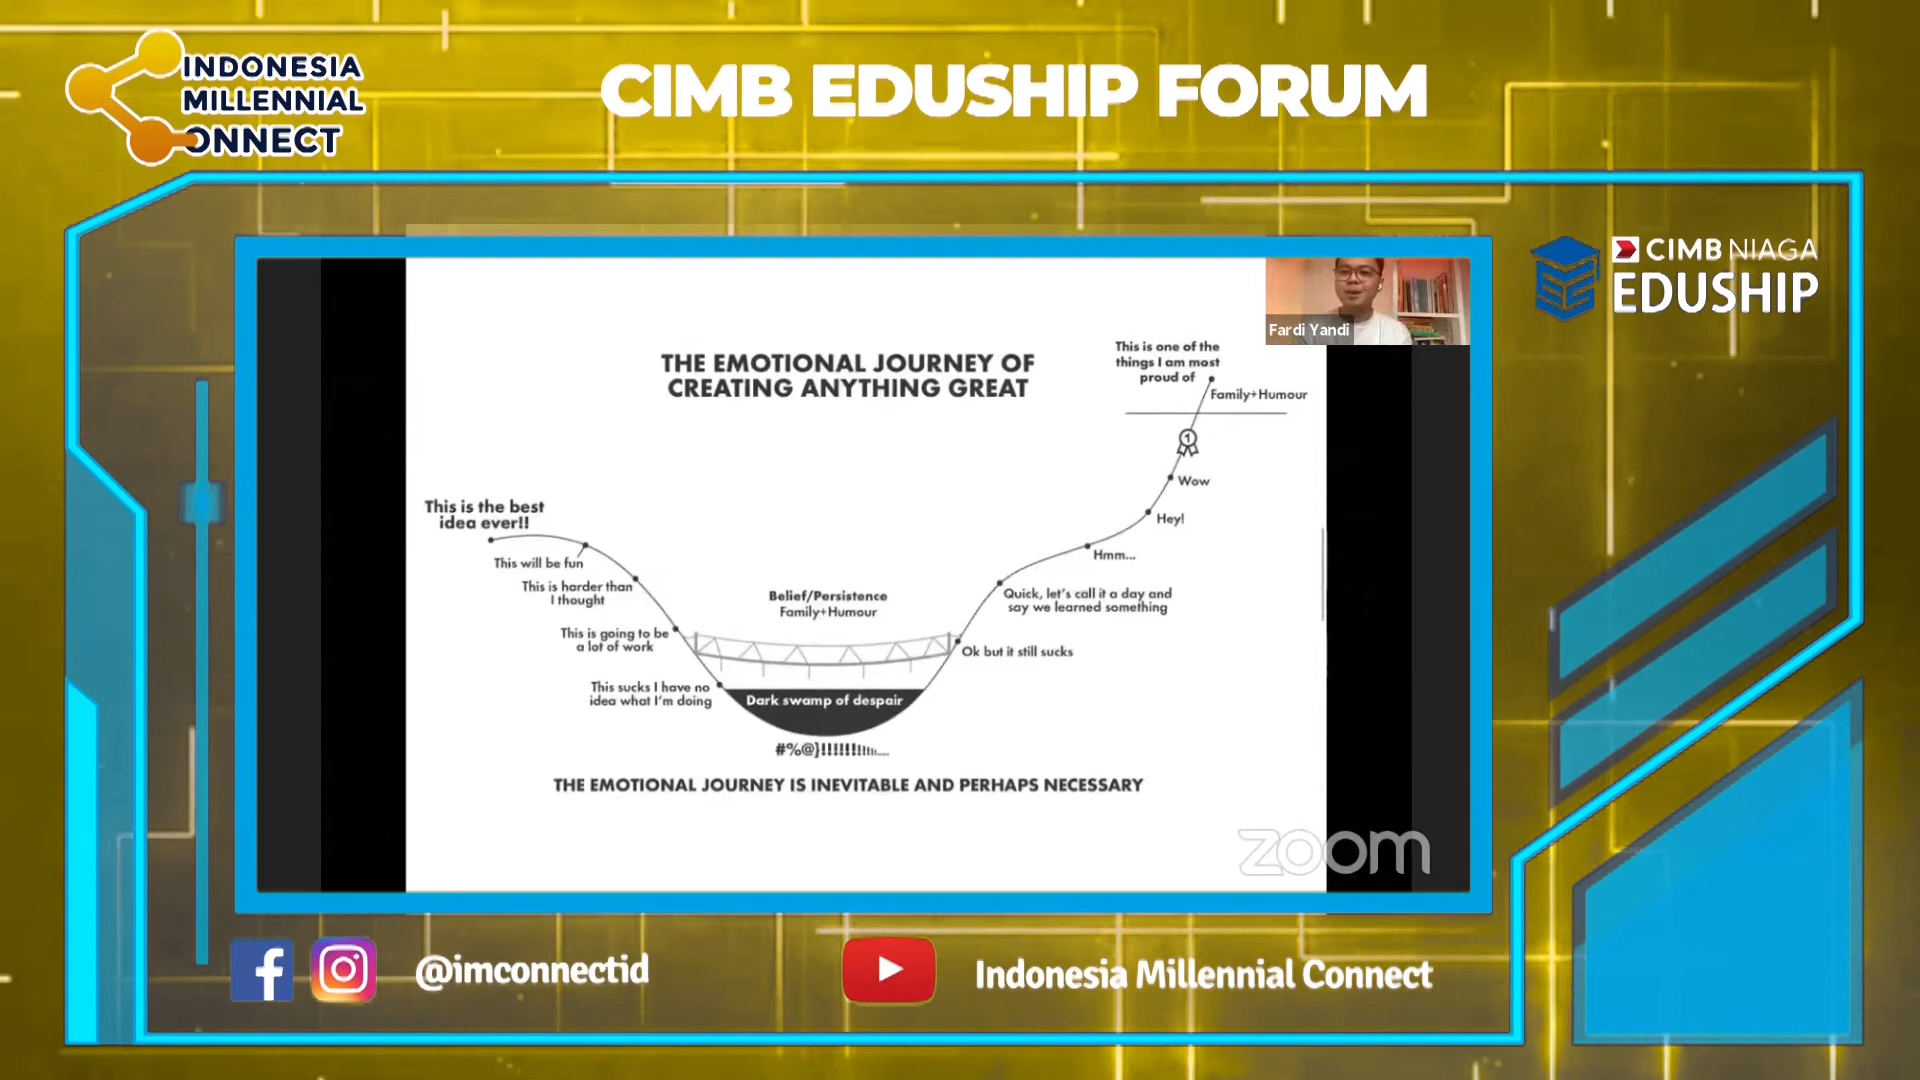 INDONESIA
MILLENNIAL
CONNECT
CIMB EDUSHIP FORUM
CIMB NIAGA
EDUSHIP
Fardi Yandi
THE EMOTIONAL JOURNEY OF
CREATING ANYTHING GREAT
This is one of the
things I am most
proud of
Family+Humour
1
Wow
Hey!
Hmm...
This is the best
idea ever!!
This will be fun
This is harder than
I thought
This is going to be
a lot of work
This sucks I have no
idea what I'm doing
Belief/Persistence
Family+Humour
Quick, let's call it a day and
say we learned something
Ok but it still sucks
Dark swamp of despair
#%@}!!!!!!!!!!!....
THE EMOTIONAL JOURNEY IS INEVITABLE AND PERHAPS NECESSARY
zoom
@imconnectid
Indonesia Millennial Connect